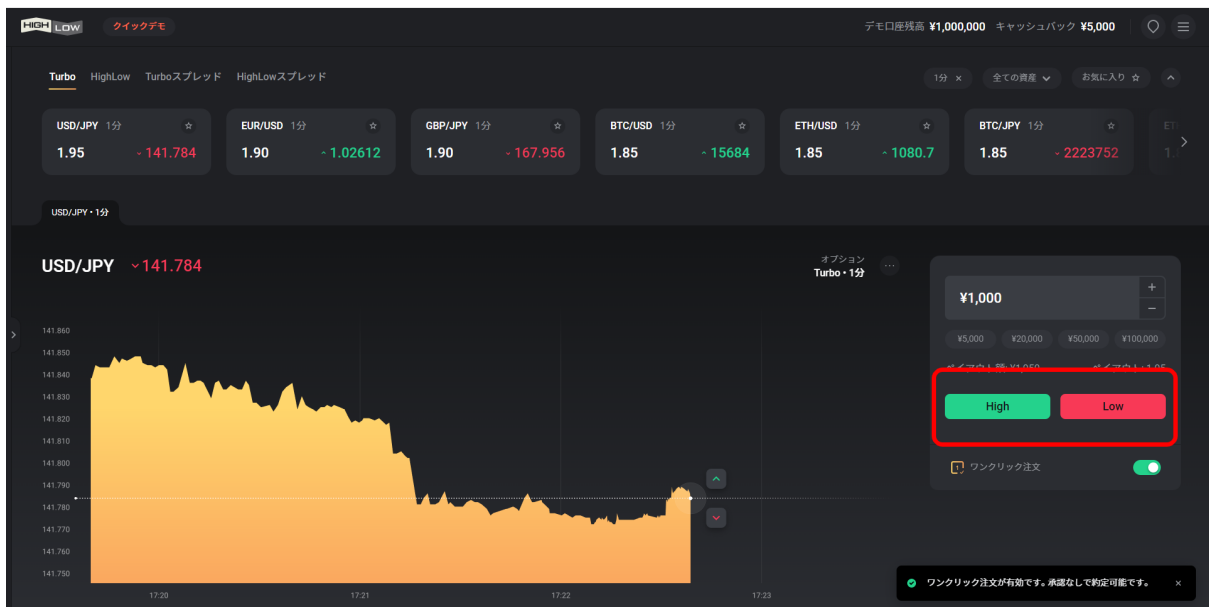 HIGH LOW クイックデモ デモ口座残高 ¥1,000,000 キャッシュバック ¥5,000
Turbo HighLow Turboスプレッド HighLowスプレッド 1分 × 全ての資産 お気に入り
USD/JPY 1分 EUR/USD 1分 GBP/JPY 1分 BTC/USD 1分 ETH/USD 1分 BTC/JPY 1分
1.95 141.784 1.90 1.02612 1.90 167.956 1.85 15684 1.85 1080.7 1.85 2223752
USD/JPY • 1分
USD/JPY 141.784
オプション
Turbo • 1分
¥1,000
¥5,000 ¥20,000 ¥50,000 ¥100,000
High Low
ワンクリック注文
141.860
141.850
141.840
141.830
141.820
141.810
141.800
141.790
141.780
141.770
141.760
141.750
17:20 17:21 17:22 17:23
ワンクリック注文が有効です。承認なしで約定可能です。 ×